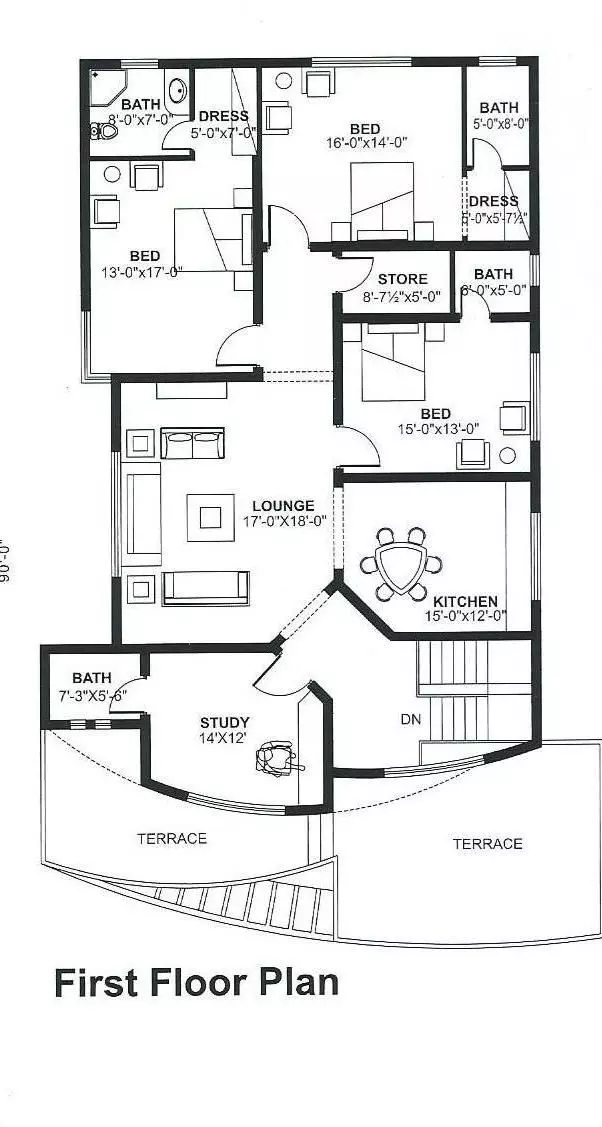 BATH
8'-0"x7'-0"
DRESS
5'-0"x7'-0"
BED
16'-0"x14'-0"
BATH
5'-0"x8'-0"
DRESS
5'-0"x5'-7½"
BED
13'-0"x17'-0"
STORE
8'-7½"x5'-0"
BATH
6'-0"x5'-0"
BED
15'-0"x13'-0"
LOUNGE
17'-0"X18'-0"
90'-0"
KITCHEN
15'-0"x12'-0"
BATH
7'-3"X5'-6"
STUDY
14'X12'
DN
TERRACE
TERRACE
First Floor Plan